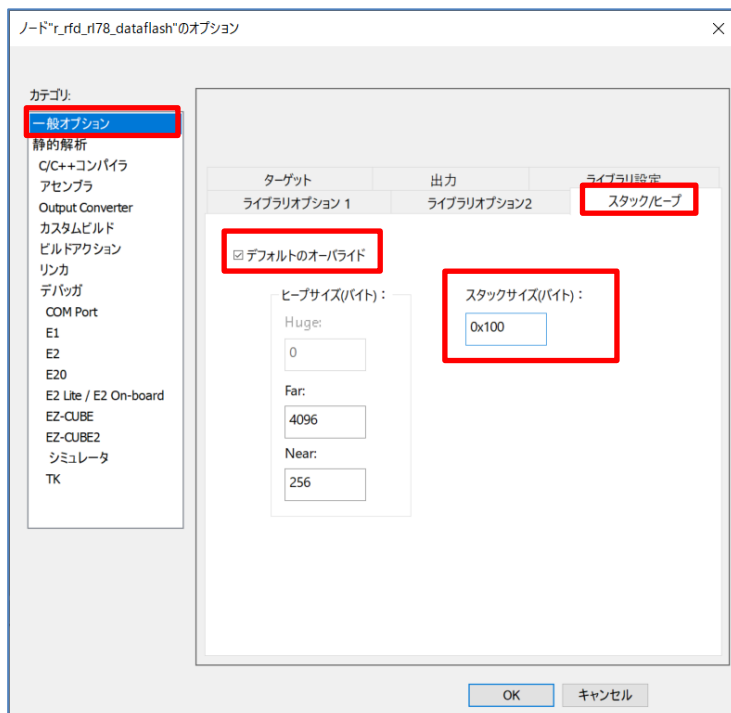 ノード"r_rfd_rl78_dataflash"のオプション
カテゴリ:
一般オプション
静的解析
C/C++コンパイラ
アセンブラ
Output Converter
カスタムビルド
ビルドアクション
リンカ
デバッガ
COM Port
E1
E2
E20
E2 Lite / E2 On-board
EZ-CUBE
EZ-CUBE2
シミュレータ
TK
ターゲット 出力 ライブラリ設定
ライブラリオプション 1 ライブラリオプション2 スタック/ヒープ
デフォルトのオーバライド
ヒープサイズ(バイト): スタックサイズ(バイト):
Huge: 0x100
0
Far:
4096
Near:
256
OK キャンセル